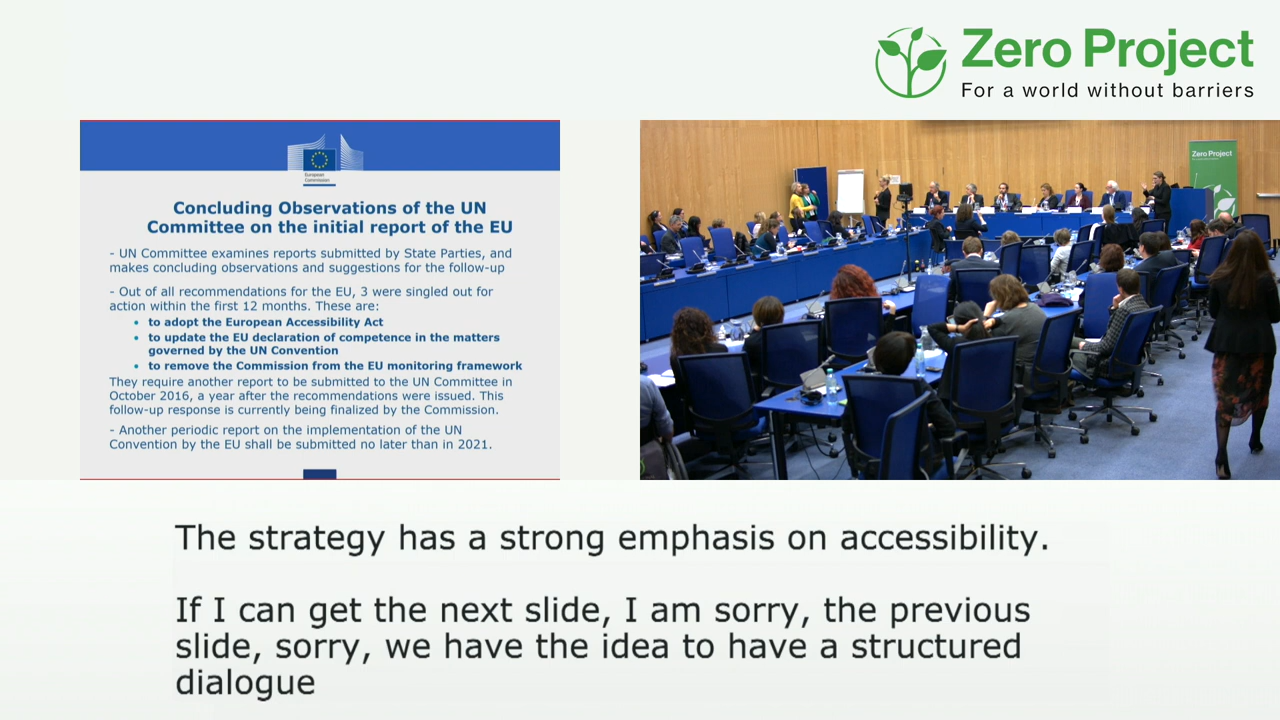 Zero Project
For a world without barriers
European
Commission
Concluding Observations of the UN
Committee on the initial report of the EU
- UN Committee examines reports submitted by State Parties, and
makes concluding observations and suggestions for the follow-up
- Out of all recommendations for the EU, 3 were singled out for
action within the first 12 months. These are:
• to adopt the European Accessibility Act
• to update the EU declaration of competence in the matters
governed by the UN Convention
• to remove the Commission from the EU monitoring framework
They require another report to be submitted to the UN Committee in
October 2016, a year after the recommendations were issued. This
follow-up response is currently being finalized by the Commission.
- Another periodic report on the implementation of the UN
Convention by the EU shall be submitted no later than in 2021.
Zero Project
The strategy has a strong emphasis on accessibility.
If I can get the next slide, I am sorry, the previous
slide, sorry, we have the idea to have a structured
dialogue